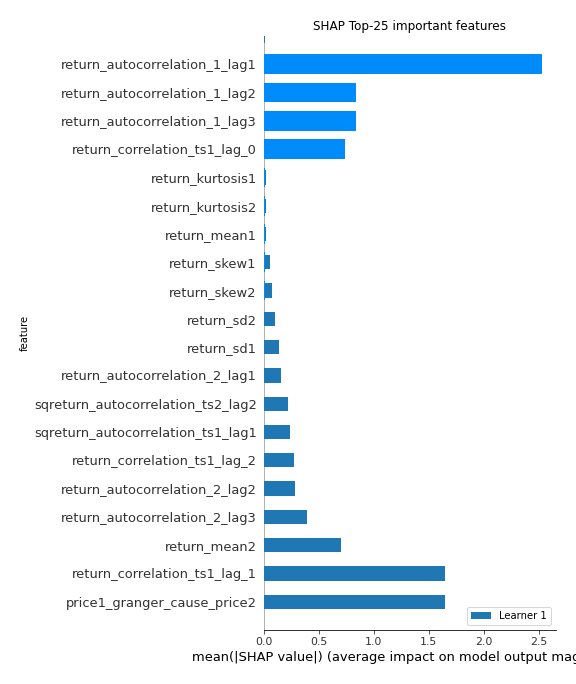 SHAP Top-25 important features
return_autocorrelation_1_lag1
return_autocorrelation_1_lag2
return_autocorrelation_1_lag3
return_correlation_ts1_lag_0
return_kurtosis1
return_kurtosis2
return_mean1
return_skew1
return_skew2
return_sd2
return_sd1
return_autocorrelation_2_lag1
sqreturn_autocorrelation_ts2_lag2
sqreturn_autocorrelation_ts1_lag1
return_correlation_ts1_lag_2
return_autocorrelation_2_lag2
return_autocorrelation_2_lag3
return_mean2
return_correlation_ts1_lag_1
price1_granger_cause_price2
feature
Learner 1
0.0 0.5 1.0 1.5 2.0 2.5
mean(|SHAP value|) (average impact on model output mag